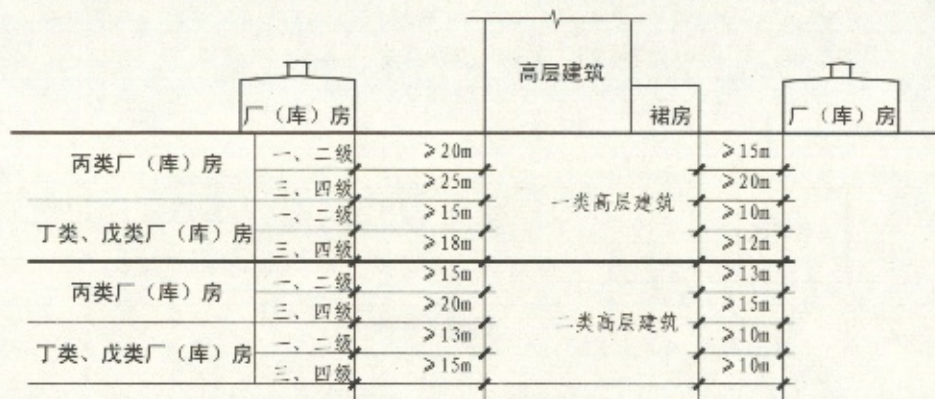 高层建筑
厂（库）房 裙房 厂（库）房
丙类厂（库）房 一、二级 ≥20m 一类高层建筑 ≥15m
三、四级 ≥25m ≥20m
丁类、戊类厂（库）房 一、二级 ≥15m ≥10m
三、四级 ≥18m ≥12m
丙类厂（库）房 一、二级 ≥15m 二类高层建筑 ≥13m
三、四级 ≥20m ≥15m
丁类、戊类厂（库）房 一、二级 ≥13m ≥10m
三、四级 ≥15m ≥10m